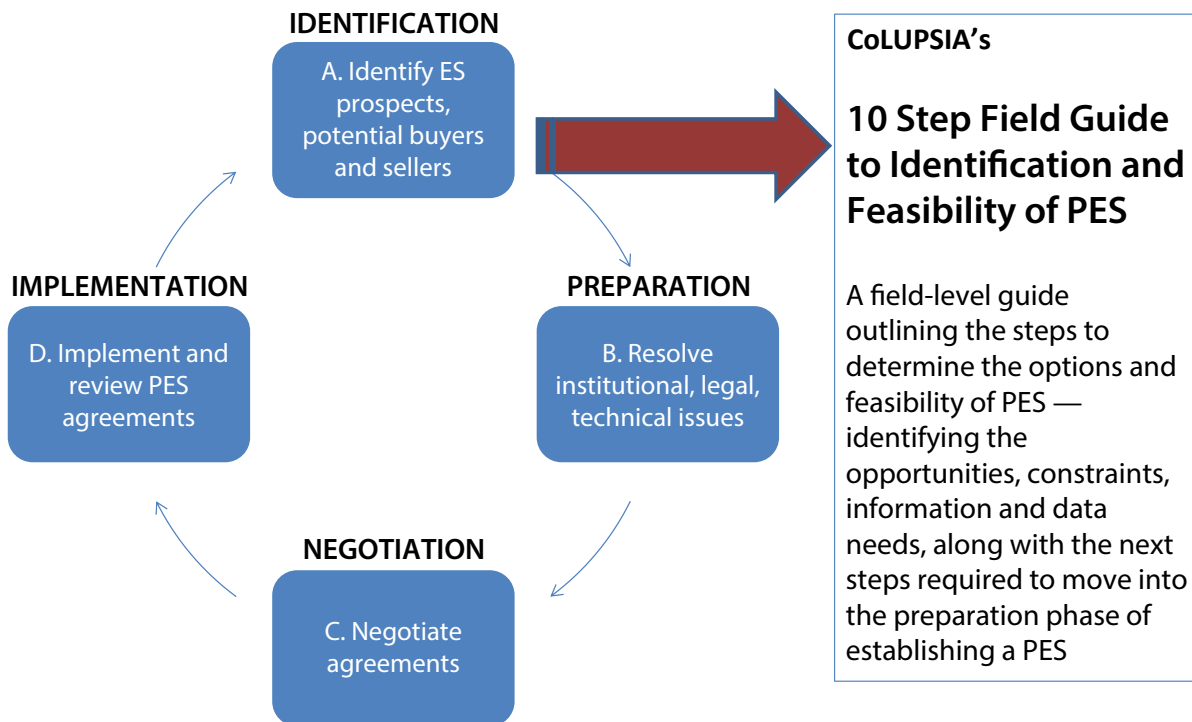 IDENTIFICATION
A. Identify ES
prospects,
potential buyers
and sellers
PREPARATION
B. Resolve
institutional, legal,
technical issues
NEGOTIATION
C. Negotiate
agreements
IMPLEMENTATION
D. Implement and
review PES
agreements
CoLUPSIA’s
10 Step Field Guide
to Identification and
Feasibility of PES
A field-level guide
outlining the steps to
determine the options and
feasibility of PES —
identifying the
opportunities, constraints,
information and data
needs, along with the next
steps required to move into
the preparation phase of
establishing a PES